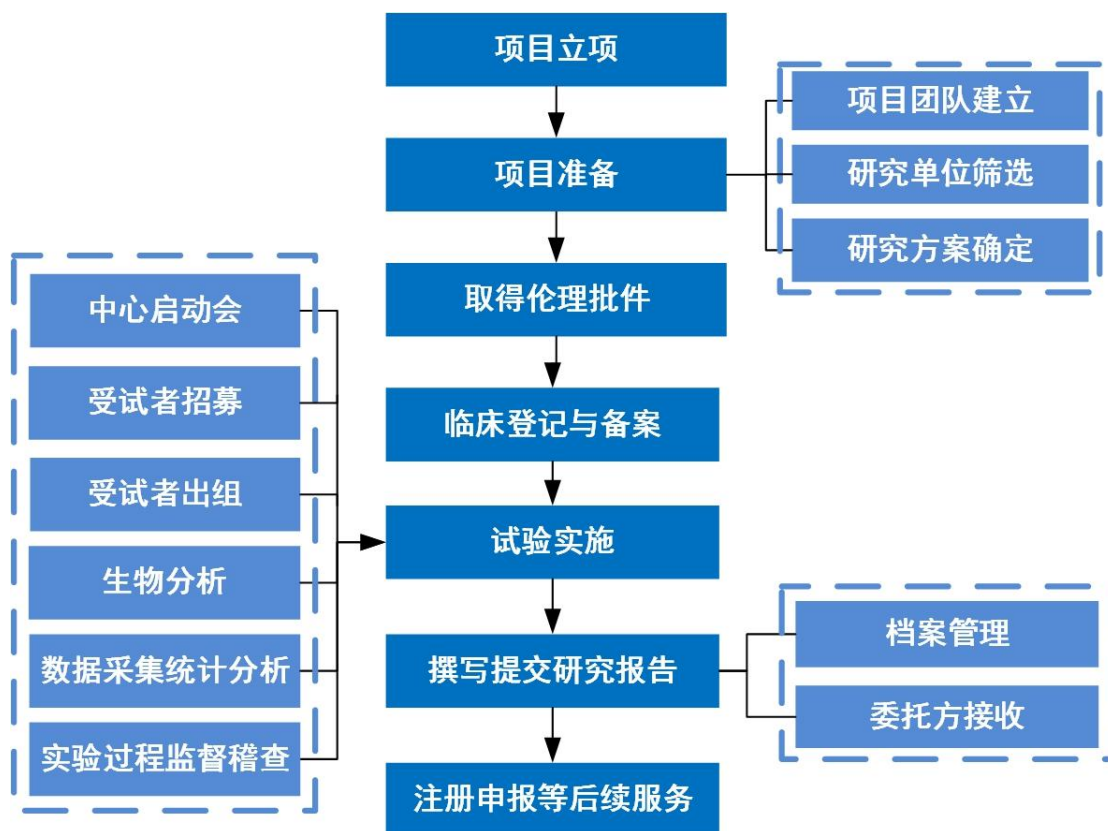 项目立项
项目准备
项目团队建立
研究单位筛选
研究方案确定
取得伦理批件
临床登记与备案
中心启动会
受试者招募
受试者出组
生物分析
数据采集统计分析
实验过程监督稽查
试验实施
撰写提交研究报告
档案管理
委托方接收
注册申报等后续服务